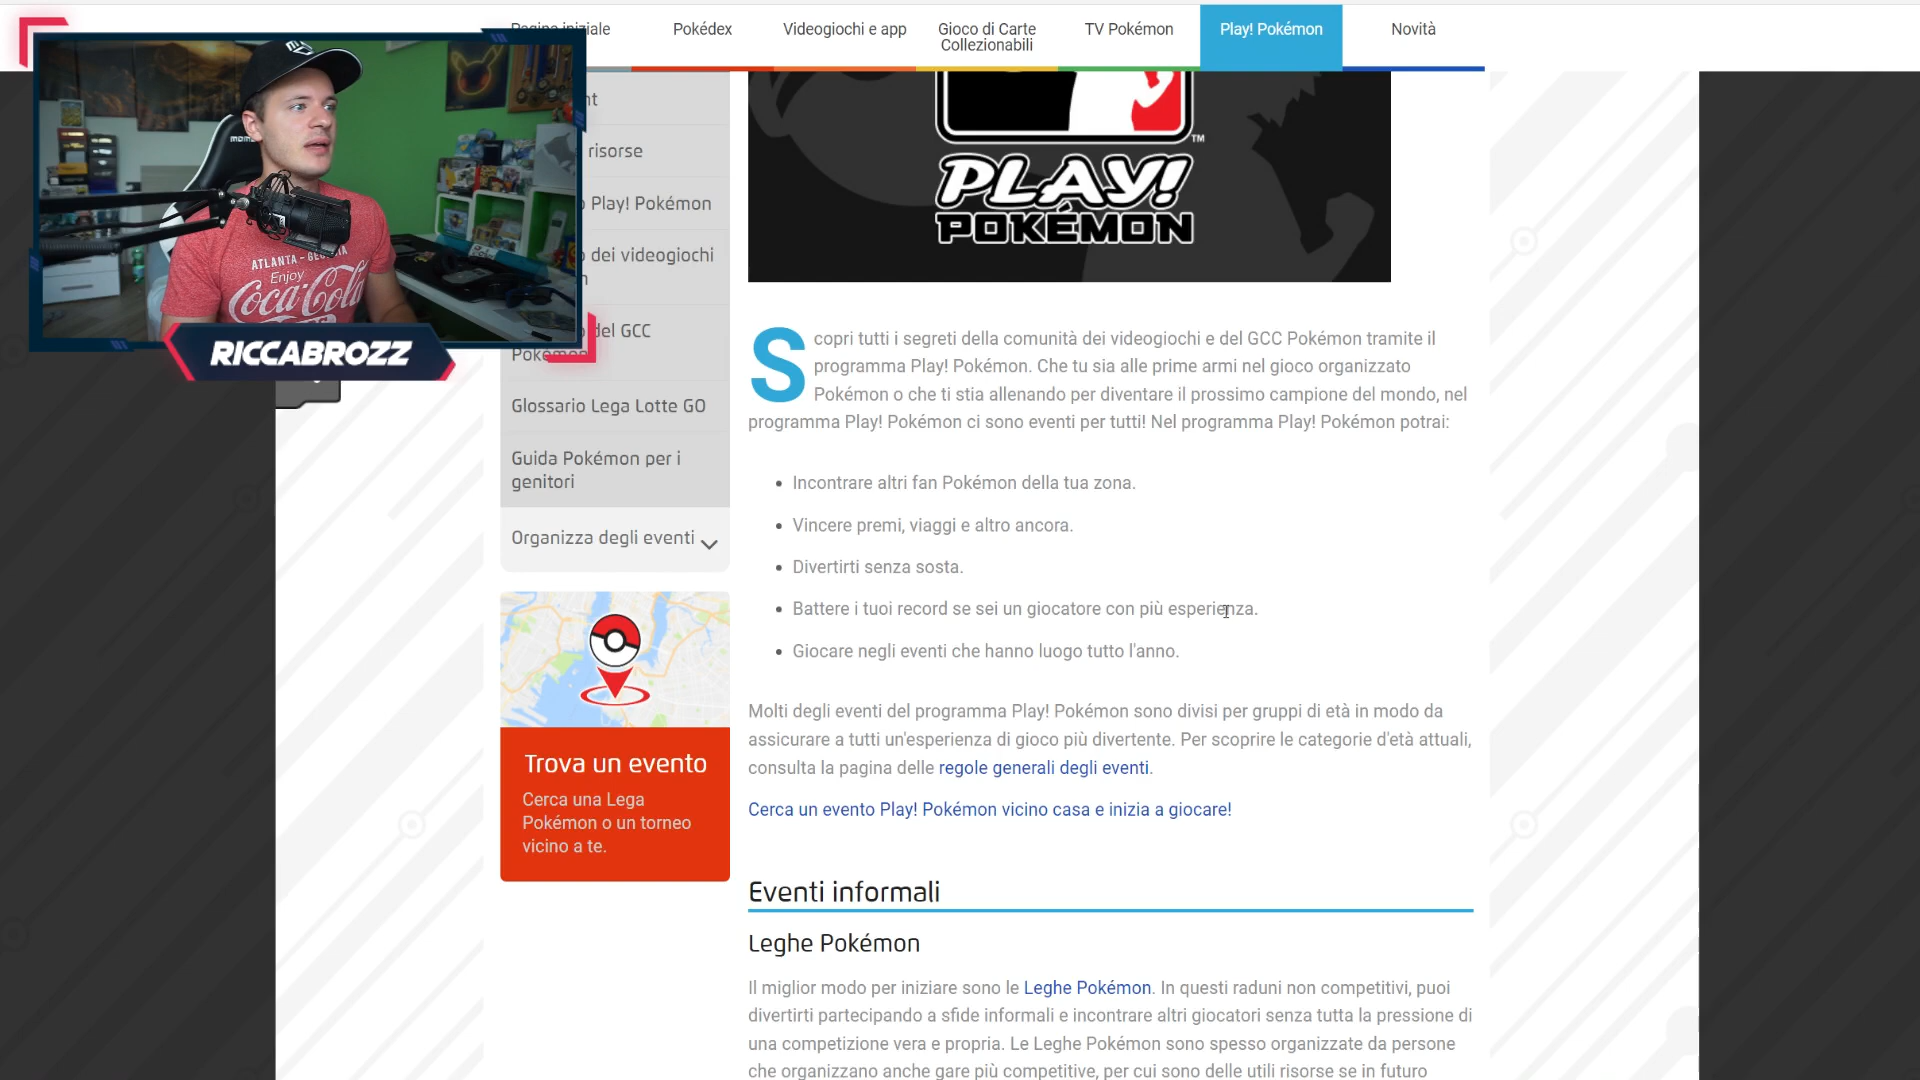 Pagina iniziale
Pokédex
Videogiochi e app
Gioco di Carte
Collezionabili
TV Pokémon
Play! Pokémon
Novità
risorse
Play! Pokémon
dei videogiochi
del GCC
Pokémon
Glossario Lega Lotte GO
Guida Pokémon per i
genitori
Organizza degli eventi
Trova un evento
Cerca una Lega
Pokémon o un torneo
vicino a te.
ATLANTA - GEORGIA
Enjoy
Coca-Cola
RICCABROZZ
TM
PLAY!
POKÉMON
Scopri tutti i segreti della comunità dei videogiochi e del GCC Pokémon tramite il
programma Play! Pokémon. Che tu sia alle prime armi nel gioco organizzato
Pokémon o che ti stia allenando per diventare il prossimo campione del mondo, nel
programma Play! Pokémon ci sono eventi per tutti! Nel programma Play! Pokémon potrai:
Incontrare altri fan Pokémon della tua zona.
Vincere premi, viaggi e altro ancora.
Divertirti senza sosta.
Battere i tuoi record se sei un giocatore con più esperienza.
Giocare negli eventi che hanno luogo tutto l'anno.
Molti degli eventi del programma Play! Pokémon sono divisi per gruppi di età in modo da
assicurare a tutti un'esperienza di gioco più divertente. Per scoprire le categorie d'età attuali,
consulta la pagina delle regole generali degli eventi.
Cerca un evento Play! Pokémon vicino casa e inizia a giocare!
Eventi informali
Leghe Pokémon
Il miglior modo per iniziare sono le Leghe Pokémon. In questi raduni non competitivi, puoi
divertirti partecipando a sfide informali e incontrare altri giocatori senza tutta la pressione di
una competizione vera e propria. Le Leghe Pokémon sono spesso organizzate da persone
che organizzano anche gare più competitive, per cui sono delle utili risorse se in futuro